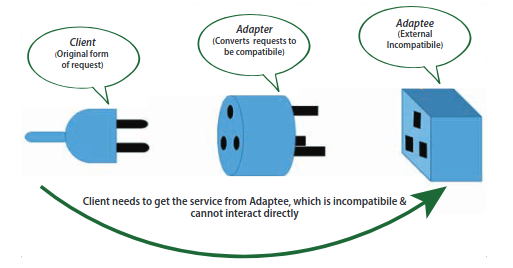 Client
(Original form
of request)
Adapter
(Converts requests to
be compatibile)
Adaptee
(External
Incompatibile)
Client needs to get the service from Adaptee, which is incompatibile &
cannot interact directly